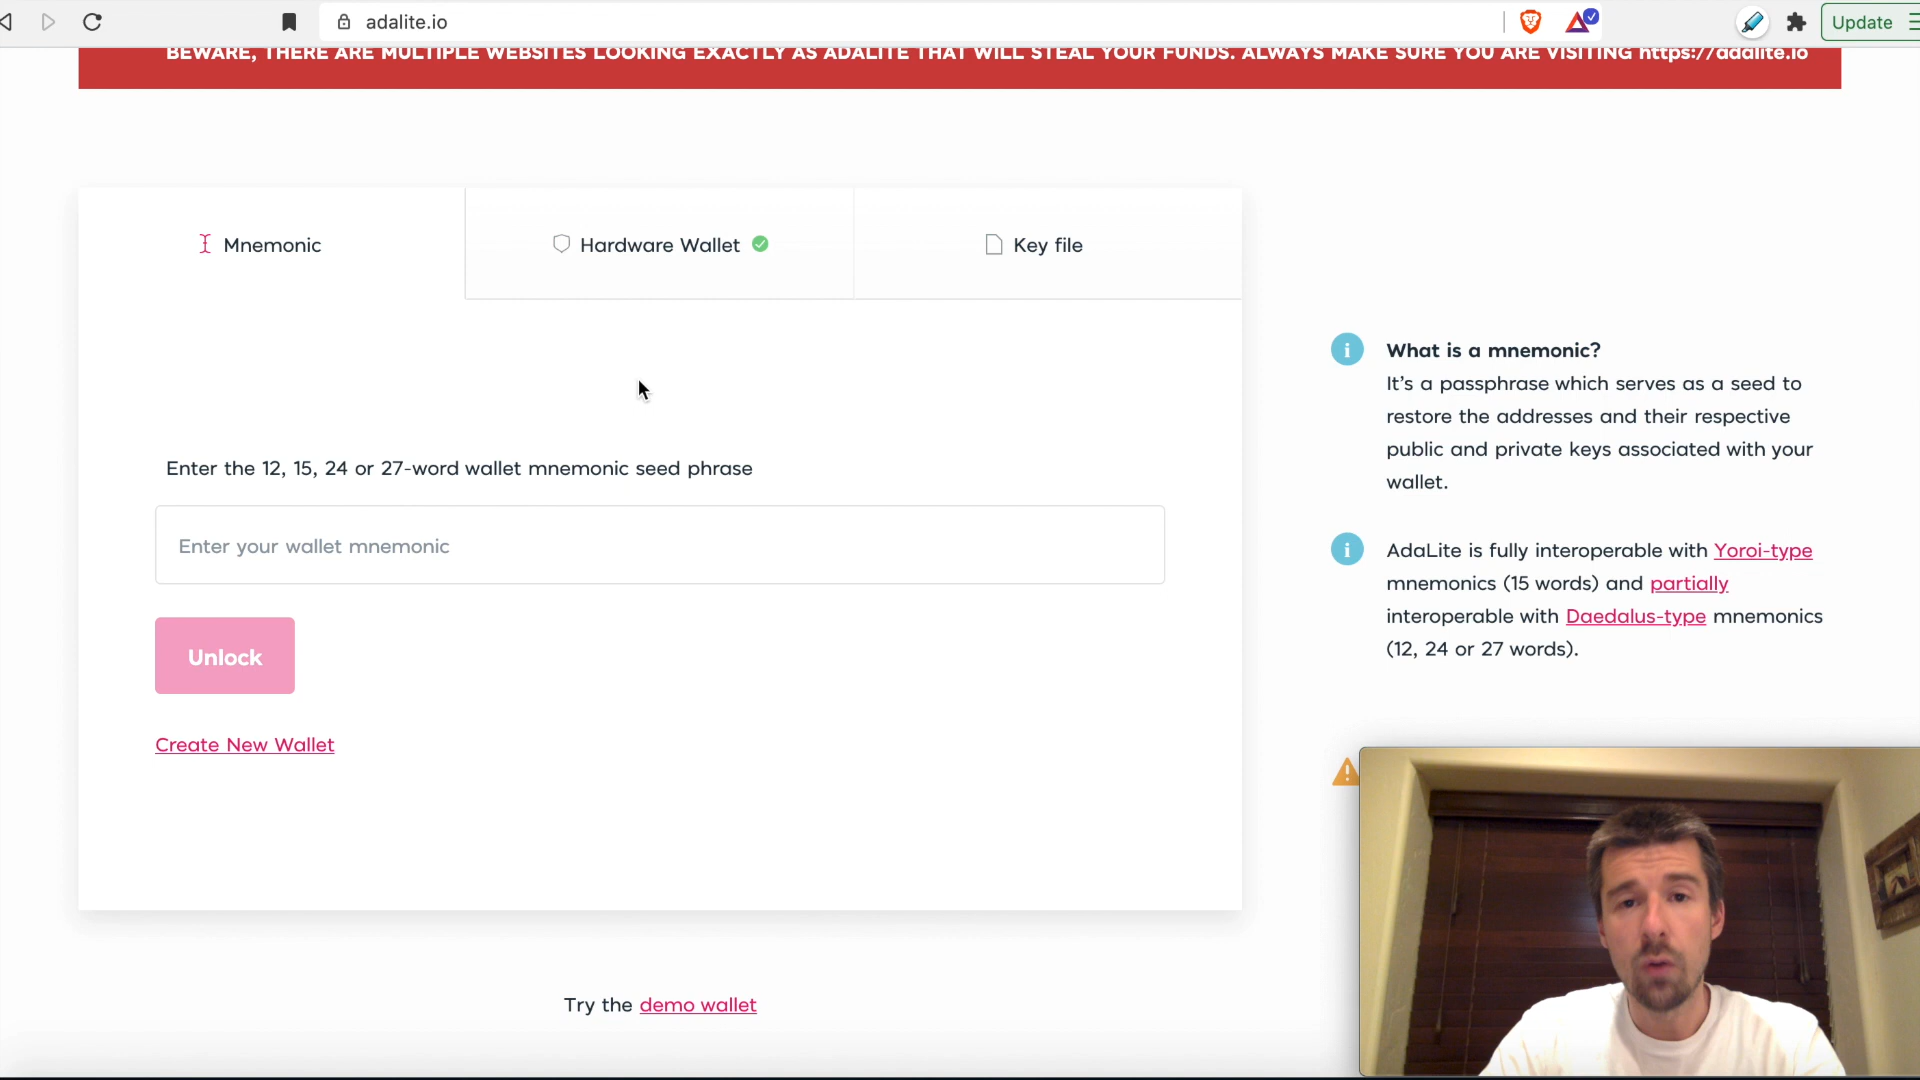 adalite.io
Update
BEWARE, THERE ARE MULTIPLE WEBSITES LOOKING EXACTLY AS ADALITE THAT WILL STEAL YOUR FUNDS. ALWAYS MAKE SURE YOU ARE VISITING https://adalite.io
Mnemonic
Hardware Wallet
Key file
Enter the 12, 15, 24 or 27-word wallet mnemonic seed phrase
Enter your wallet mnemonic
Unlock
Create New Wallet
Try the demo wallet
What is a mnemonic?
It's a passphrase which serves as a seed to
restore the addresses and their respective
public and private keys associated with your
wallet.
AdaLite is fully interoperable with Yoroi-type
mnemonics (15 words) and partially
interoperable with Daedalus-type mnemonics
(12, 24 or 27 words).